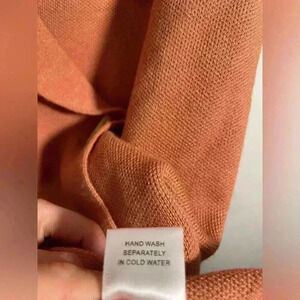 HAND WASH
SEPARATELY
IN COLD WATER